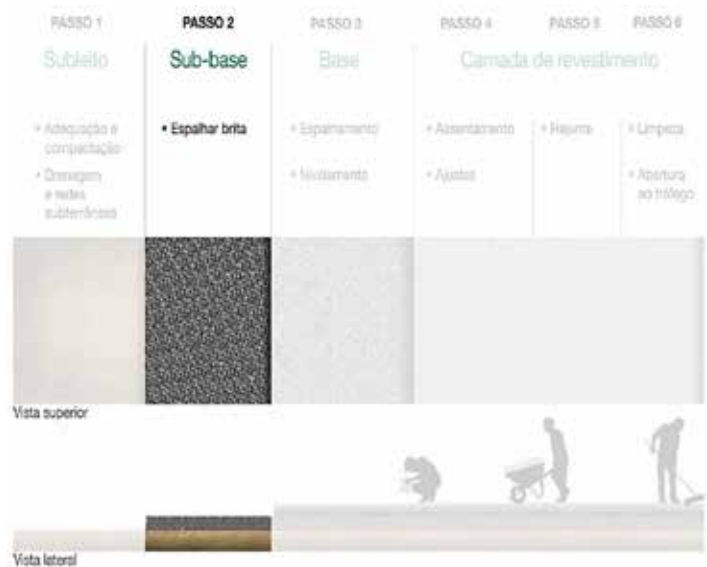 PASSO 1
PASSO 2
PASSO 3
PASSO 4
PASSO 5
PASSO 6
Subleito
Sub-base
Base
Camada de revestimento
• Adequação e
compactação
• Drenagem
e redes
subterrâneas
• Espalhar brita
• Espalhamento
• Nivelamento
• Assentamento
• Ajustes
• Rejunte
• Limpeza
• Abertura
ao tráfego
Vista superior
Vista lateral